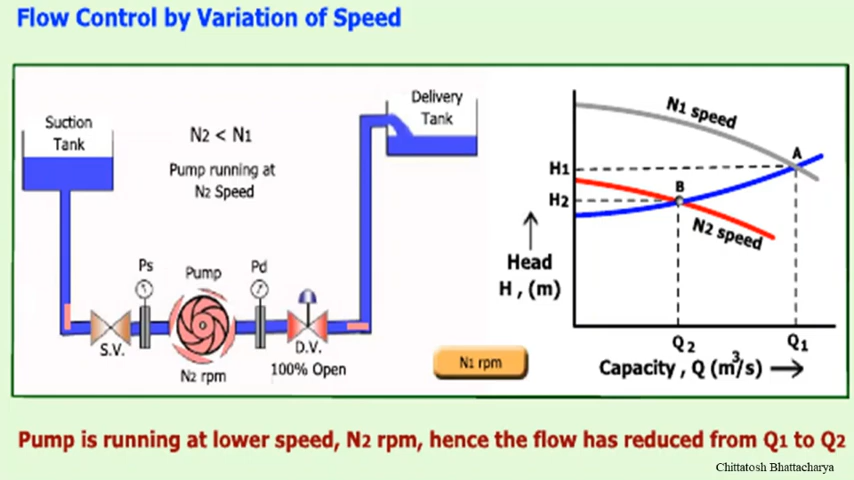 Flow Control by Variation of Speed
Suction
Tank
N2 < N1
Pump running at
N2 Speed
Delivery
Tank
Ps
Pump
Pd
S.V.
N2 rpm
D.V.
100% Open
N1 rpm
N1 speed
A
H1
B
H2
N2 speed
Head
H , (m)
Q2
Q1
Capacity , Q (m³/s)
Pump is running at lower speed, N2 rpm, hence the flow has reduced from Q1 to Q2
Chittatosh Bhattacharya